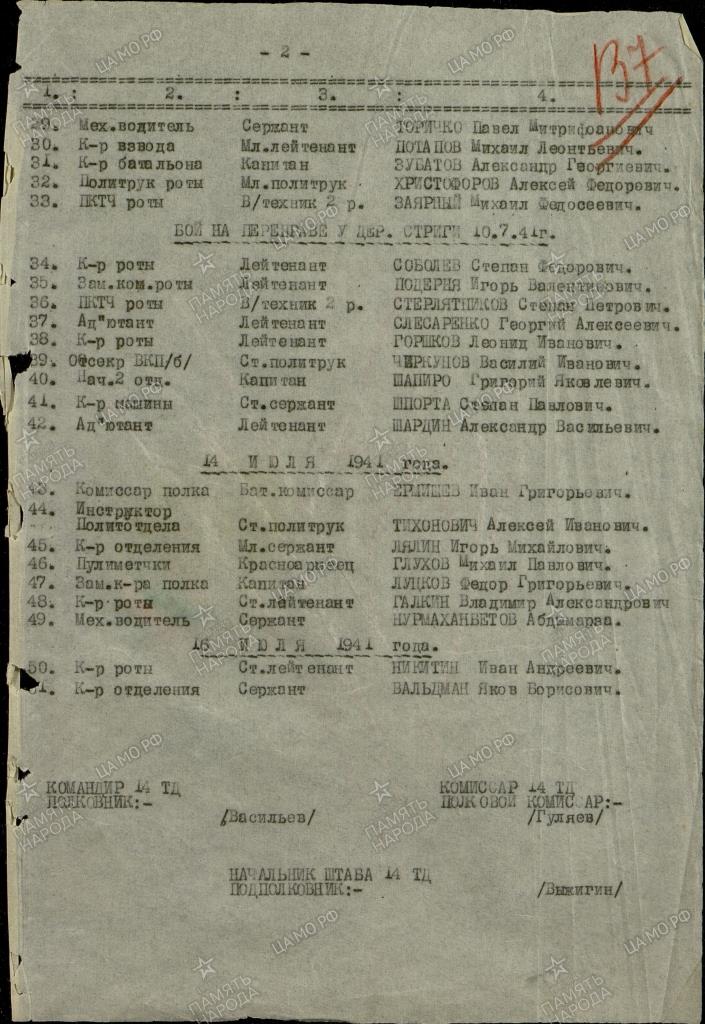 - 2 -
137
1. : 2. : 3. : 4.
29. Мех.водитель Сержант ТОРИЧКО Павел Митрифоанович
30. К-р взвода Мл.лейтенант ПОТАПОВ Михаил Леонтьевич.
31. К-р батальона Капитан ЗУБАТОВ Александр Георгиевич.
32. Политрук роты Мл.политрук ХРИСТОФОРОВ Алексей Федорович.
33. ПКТЧ роты В/техник 2 р. ЗАЯРНЫЙ Михаил Федосеевич.
БОЙ НА ПЕРЕПРАВЕ У ДЕР. СТРИГИ 10.7.41г.
34. К-р роты Лейтенант СОБОЛЕВ Степан Федорович.
35. Зам.ком.роты Лейтенант ПОДЕРНЯ Игорь Валентинович.
36. ПКТЧ роты В/техник 2 р. СТЕРЛЯТНИКОВ Степан Петрович.
37. Ад"ютант Лейтенант СЛЕСАРЕНКО Георгий Алексеевич.
38. К-р роты Лейтенант ГОРШКОВ Леонид Иванович.
39. Отсекр ВКП/б/ Ст.политрук ЧИРКУНОВ Василий Иванович.
40. Нач.2 отд. Капитан ШАПИРО Григорий Яковлевич.
41. К-р машины Ст.сержант ШПОРТА Степан Павлович.
42. Ад"ютант Лейтенант ШАРДИН Александр Васильевич.
14 ИЮЛЯ 1941 года.
43. Комиссар полка Бат.комиссар ЕРМИШЕВ Иван Григорьевич.
44. Инструктор
Политотдела Ст.политрук ТИХОНОВИЧ Алексей Иванович.
45. К-р отделения Мл.сержант ЛЯЛИН Игорь Михайлович.
46. Пулиметчки Красноармеец ГЛУХОВ Михаил Павлович.
47. Зам.к-ра полка Капитан ЛУЦКОВ Федор Григорьевич.
48. К-р роты Ст.лейтенант ГАЛКИН Владимир Александрович
49. Мех.водитель Сержант НУРМАХАНБЕТОВ Абдмараа.
16 ИЮЛЯ 1941 года.
50. К-р роты Ст.лейтенант НИКИТИН Иван Андреевич.
51. К-р отделения Сержант ВАЛЬДМАН Яков Борисович.
КОМАНДИР 14 ТД КОМИССАР 14 ТД
ПОЛКОВНИК:- ПОЛКОВОЙ КОМИССАР:-
/Васильев/ /Гуляев/
НАЧАЛЬНИК ШТАБА 14 ТД
ПОДПОЛКОВНИК:- /Выжигин/